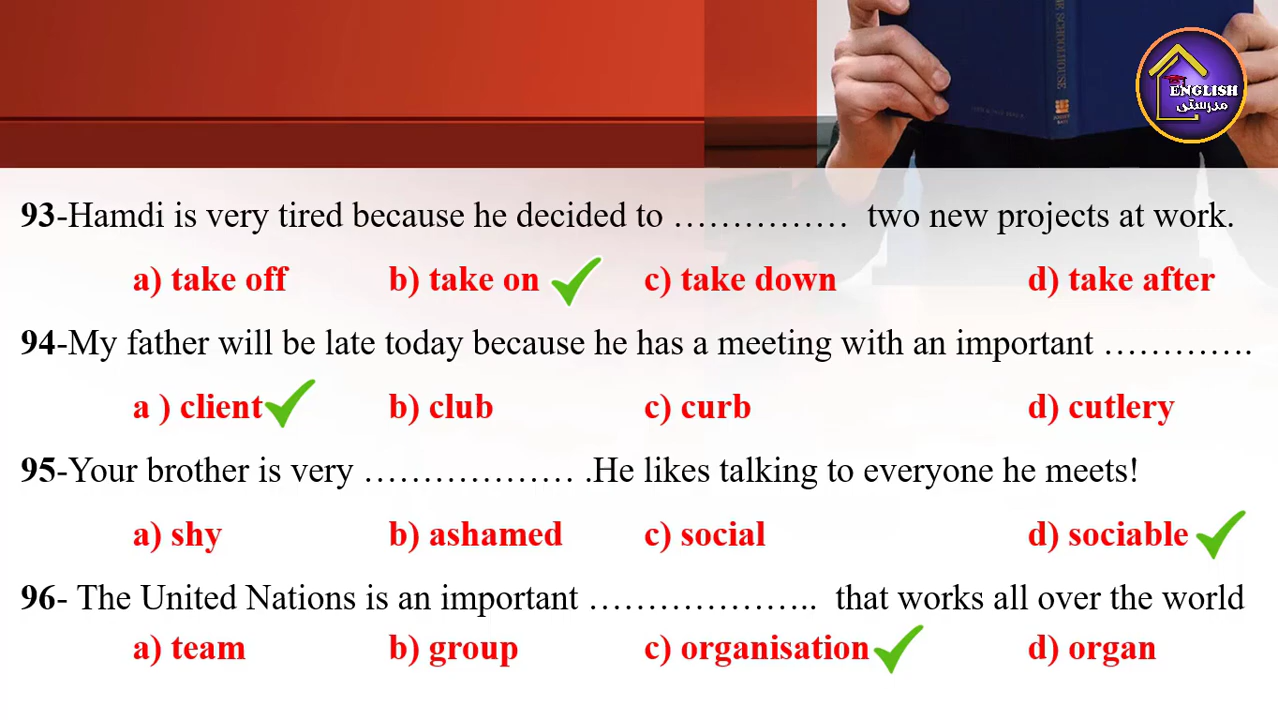 ENGLISH
مدرستي
93-Hamdi is very tired because he decided to …………… two new projects at work.
a) take off b) take on c) take down d) take after
94-My father will be late today because he has a meeting with an important ………….
a ) client b) club c) curb d) cutlery
95-Your brother is very ……………… .He likes talking to everyone he meets!
a) shy b) ashamed c) social d) sociable
96- The United Nations is an important ………………….. that works all over the world
a) team b) group c) organisation d) organ